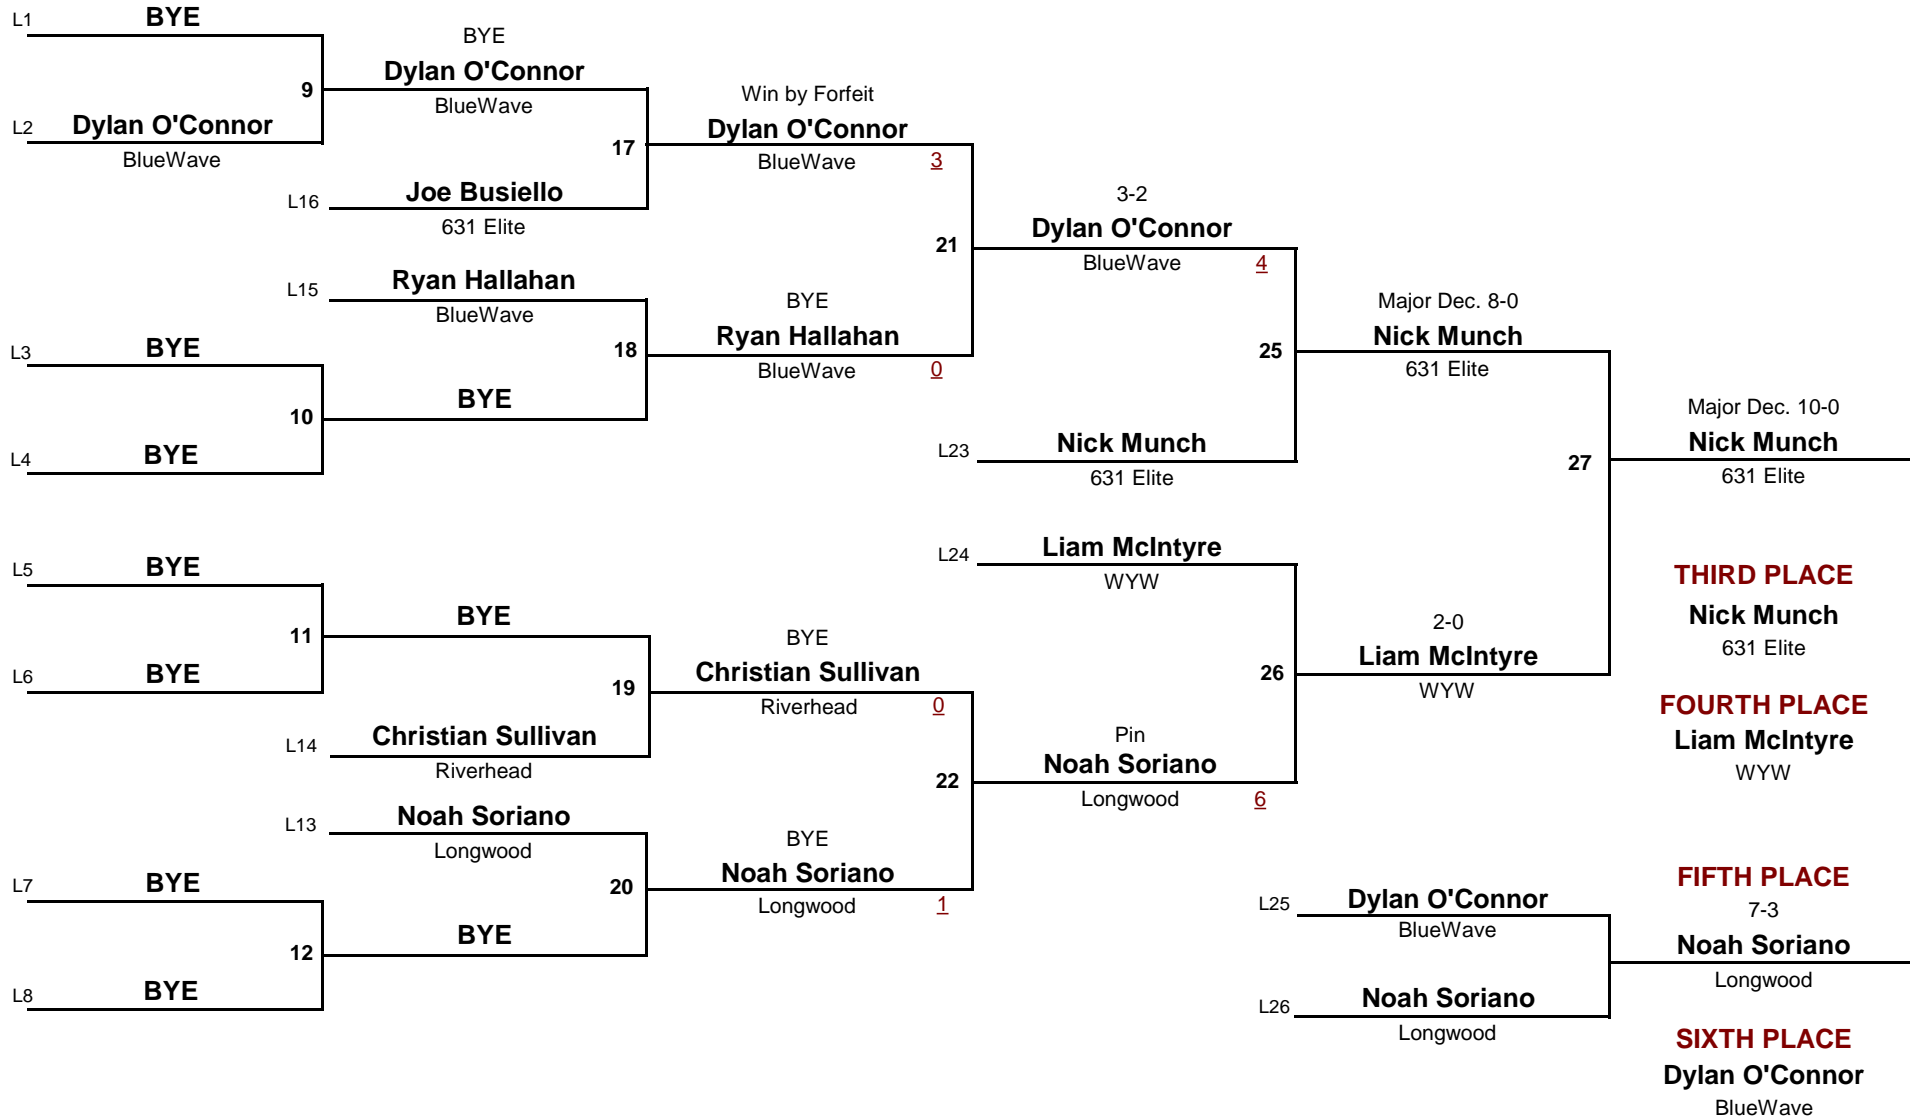 L1
BYE
9
L2
Dylan O'Connor
BlueWave
BYE
Dylan O'Connor
BlueWave
17
L16
Joe Busiello
631 Elite
Win by Forfeit
Dylan O'Connor
BlueWave 3
21
L15
Ryan Hallahan
BlueWave
18
L3
BYE
10
BYE
L4
BYE
BYE
Ryan Hallahan
BlueWave 0
3-2
Dylan O'Connor
BlueWave 4
25
L23
Nick Munch
631 Elite
Major Dec. 8-0
Nick Munch
631 Elite
27
Major Dec. 10-0
Nick Munch
631 Elite
L5
BYE
11
BYE
L6
BYE
19
L14
Christian Sullivan
Riverhead
BYE
Christian Sullivan
Riverhead 0
22
L13
Noah Soriano
Longwood
20
L7
BYE
12
BYE
L8
BYE
BYE
Noah Soriano
Longwood 1
L24
Liam McIntyre
WYW
26
Pin
Noah Soriano
Longwood 6
2-0
Liam McIntyre
WYW
THIRD PLACE
Nick Munch
631 Elite
FOURTH PLACE
Liam McIntyre
WYW
L25
Dylan O'Connor
BlueWave
L26
Noah Soriano
Longwood
FIFTH PLACE
7-3
Noah Soriano
Longwood
SIXTH PLACE
Dylan O'Connor
BlueWave